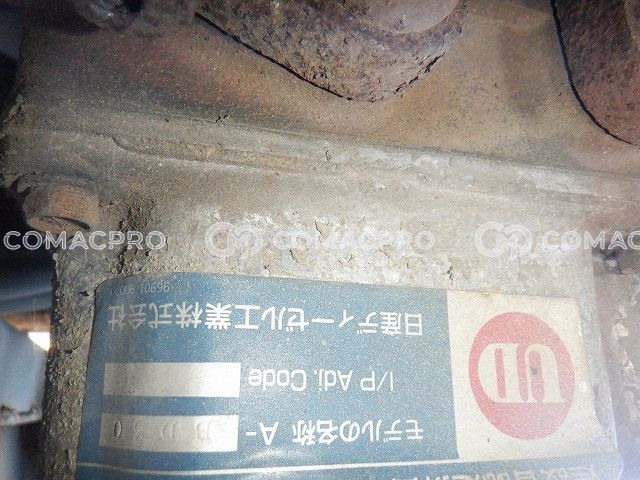 UD
モデルの名称 A- BD30
I/P Adj. Code
日産ディーゼル工業株式会社
COMACPRO COMACPRO COMACPRO